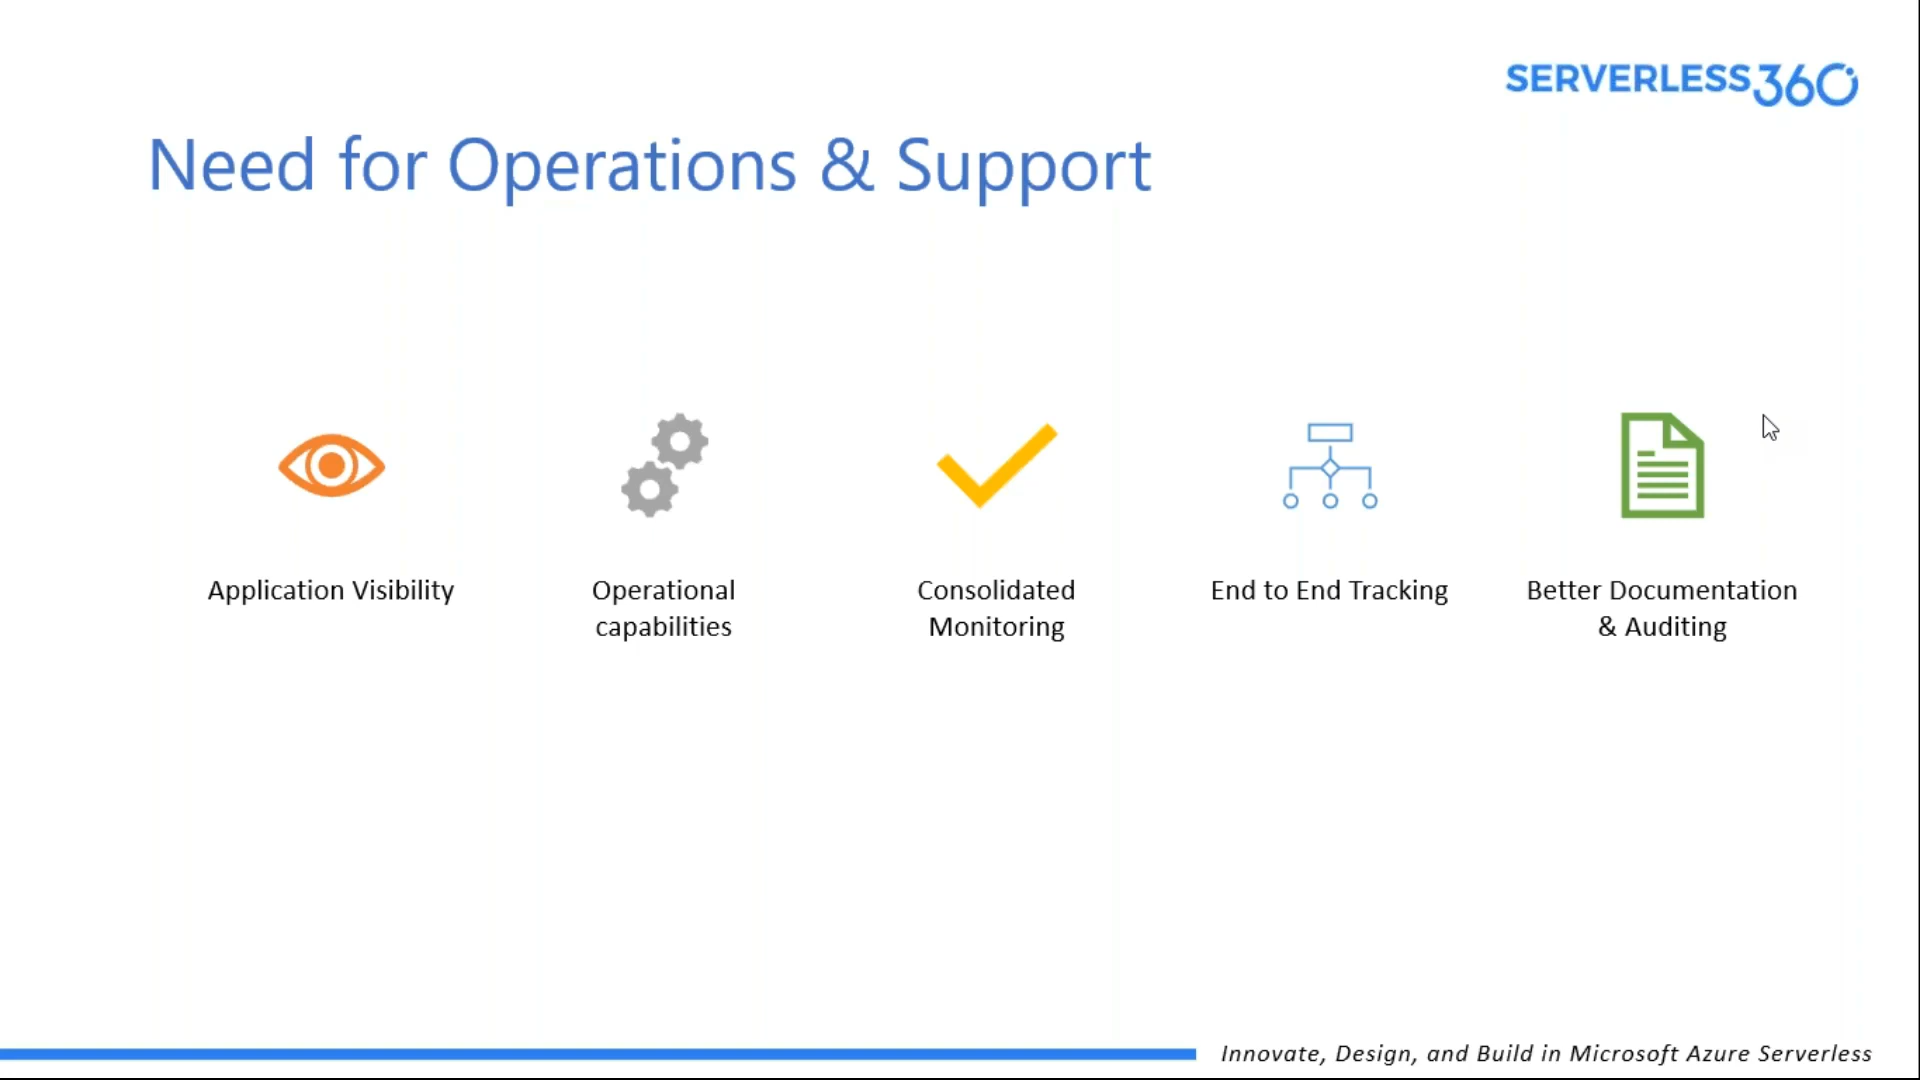 SERVERLESS360
Need for Operations & Support
Application Visibility
Operational
capabilities
Consolidated
Monitoring
End to End Tracking
Better Documentation
& Auditing
Innovate, Design, and Build in Microsoft Azure Serverless